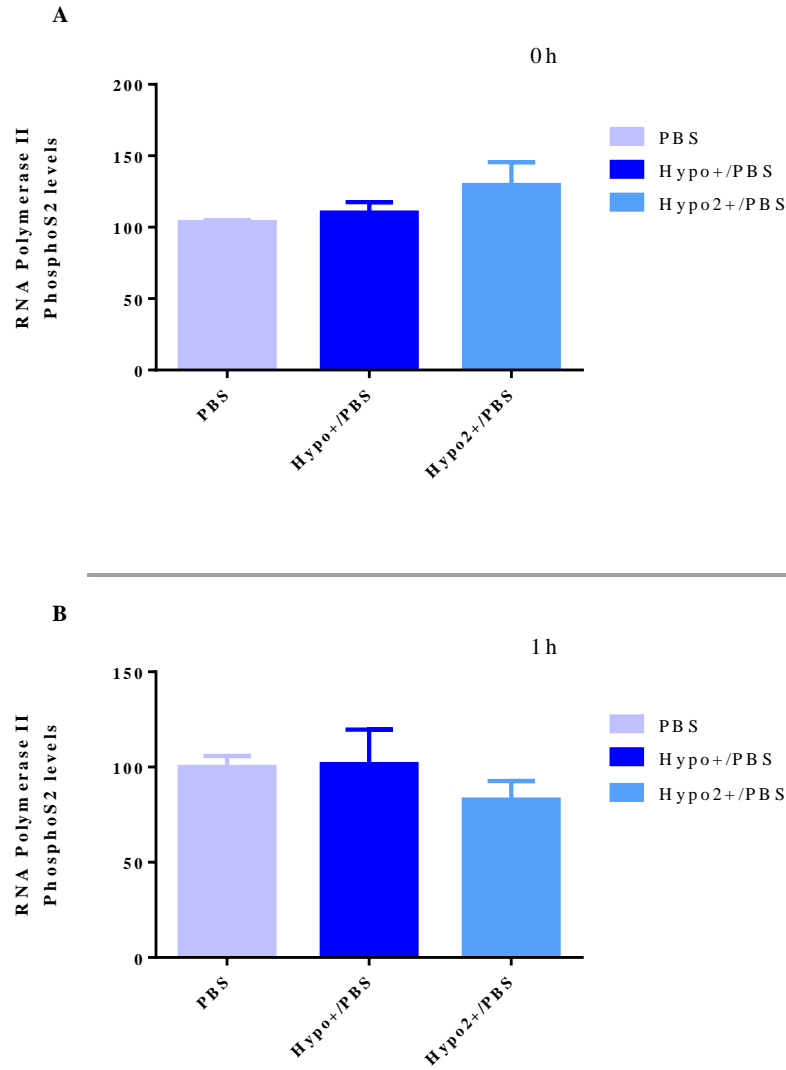 A
0h
RNA Polymerase II
PhosphoS2 levels
200
150
100
50
0
PBS
Hypo+/PBS
Hypo2+/PBS
PBS
Hypo+/PBS
Hypo2+/PBS
B
1h
RNA Polymerase II
PhosphoS2 levels
150
100
50
0
PBS
Hypo+/PBS
Hypo2+/PBS
PBS
Hypo+/PBS
Hypo2+/PBS